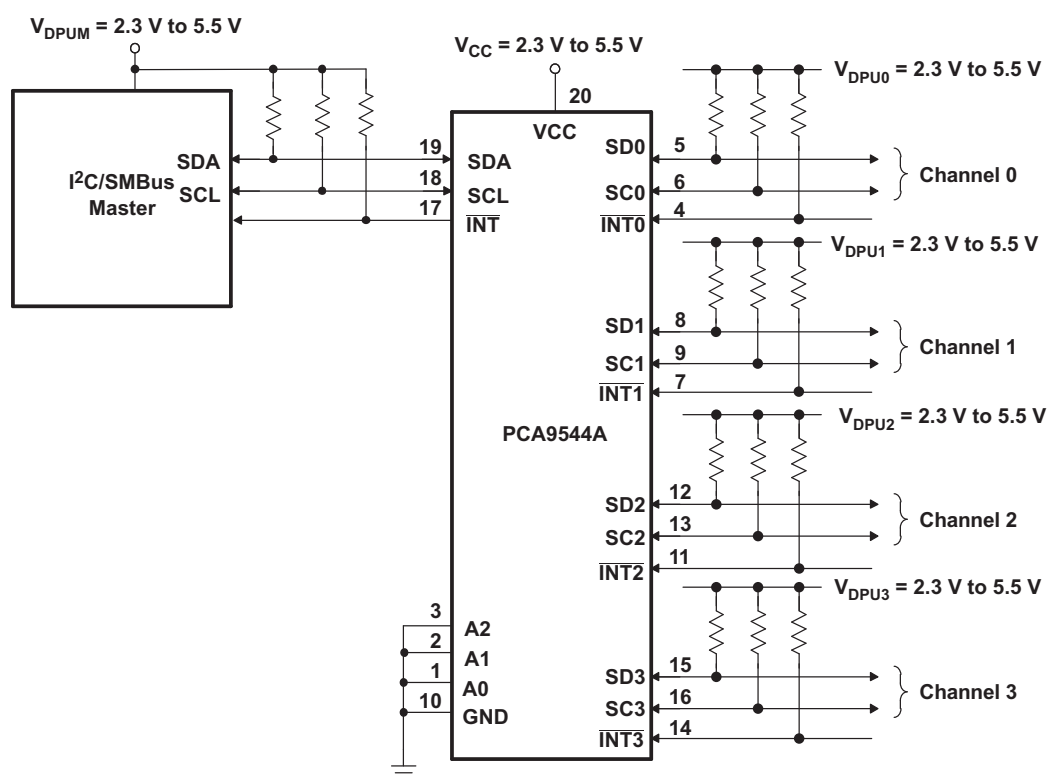 V_DPUM = 2.3 V to 5.5 V
I²C/SMBus
Master
SDA
SCL
V_CC = 2.3 V to 5.5 V
20
VCC
19
SDA
18
SCL
17
INT
PCA9544A
3
A2
2
A1
1
A0
10
GND
V_DPU0 = 2.3 V to 5.5 V
SD0
5
SC0
6
INT0
4
Channel 0
V_DPU1 = 2.3 V to 5.5 V
SD1
8
SC1
9
INT1
7
Channel 1
V_DPU2 = 2.3 V to 5.5 V
SD2
12
SC2
13
INT2
11
Channel 2
V_DPU3 = 2.3 V to 5.5 V
SD3
15
SC3
16
INT3
14
Channel 3